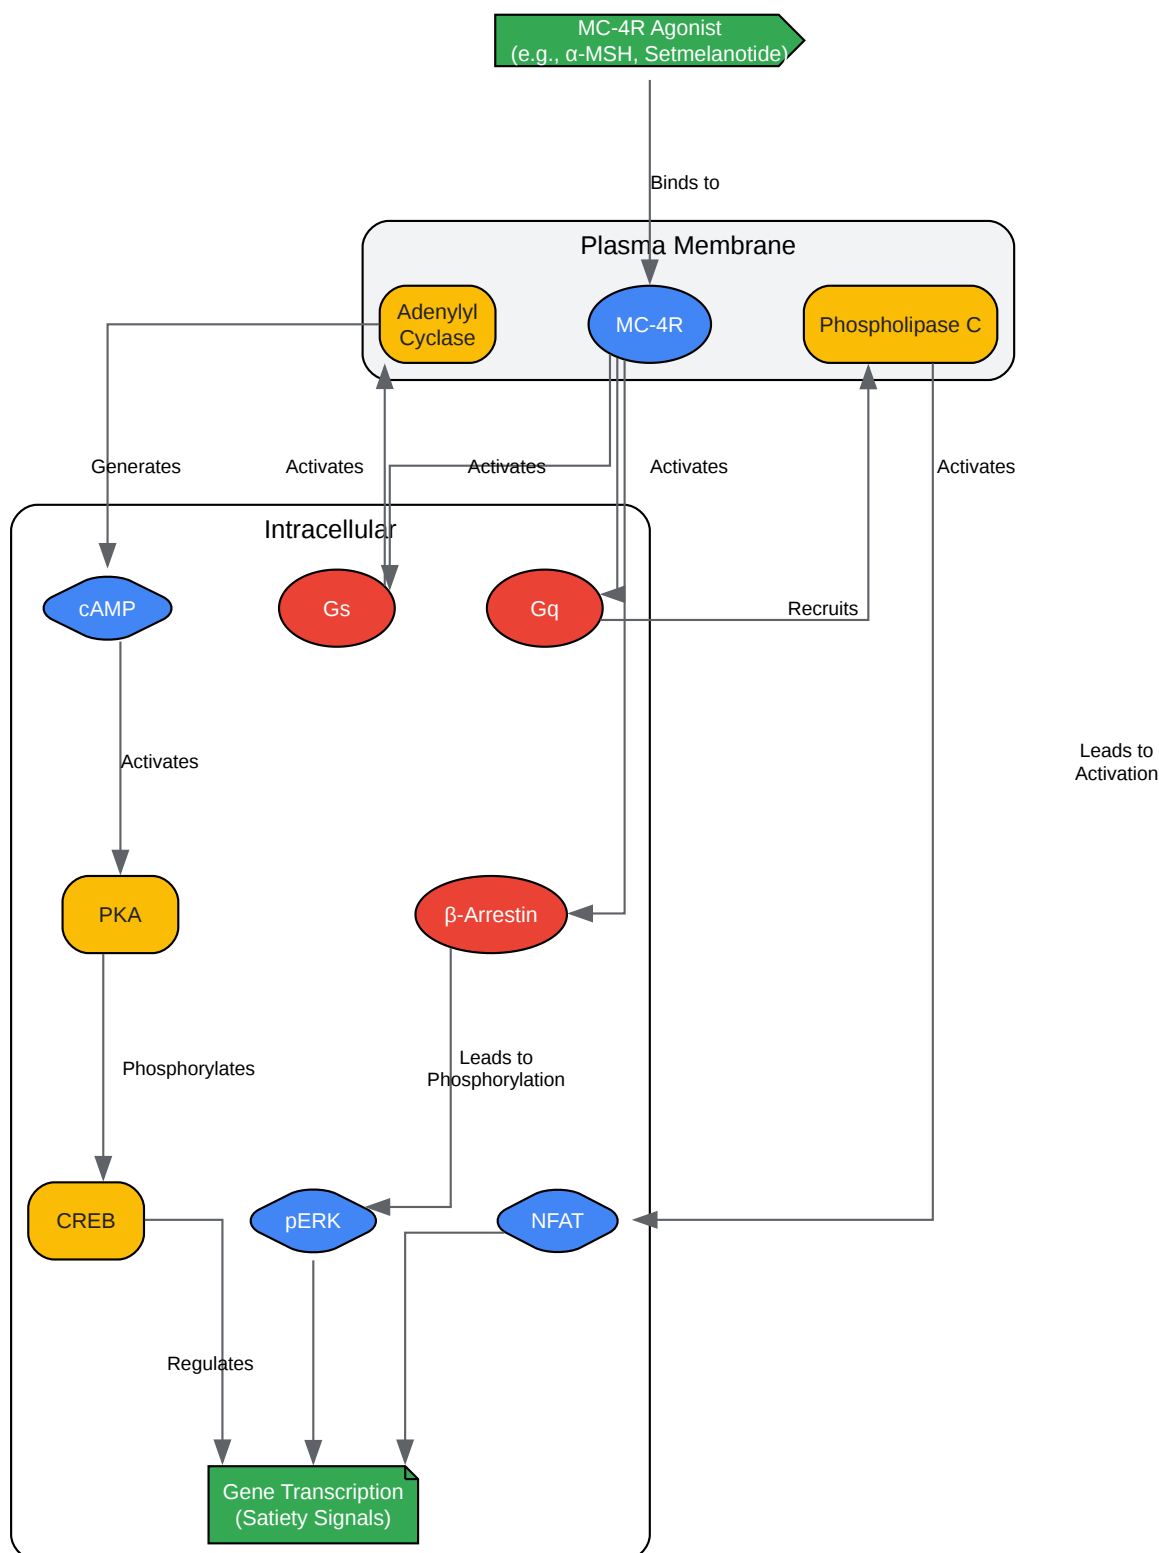 MC-4R Agonist
(e.g., α-MSH, Setmelanotide)
Binds to
Plasma Membrane
Adenylyl
Cyclase
MC-4R
Phospholipase C
Generates
Activates
Activates
Activates
Activates
Intracellular
cAMP
Gs
Gq
Recruits
Activates
Leads to
Activation
PKA
β-Arrestin
Phosphorylates
Leads to
Phosphorylation
CREB
pERK
NFAT
Regulates
Gene Transcription
(Satiety Signals)